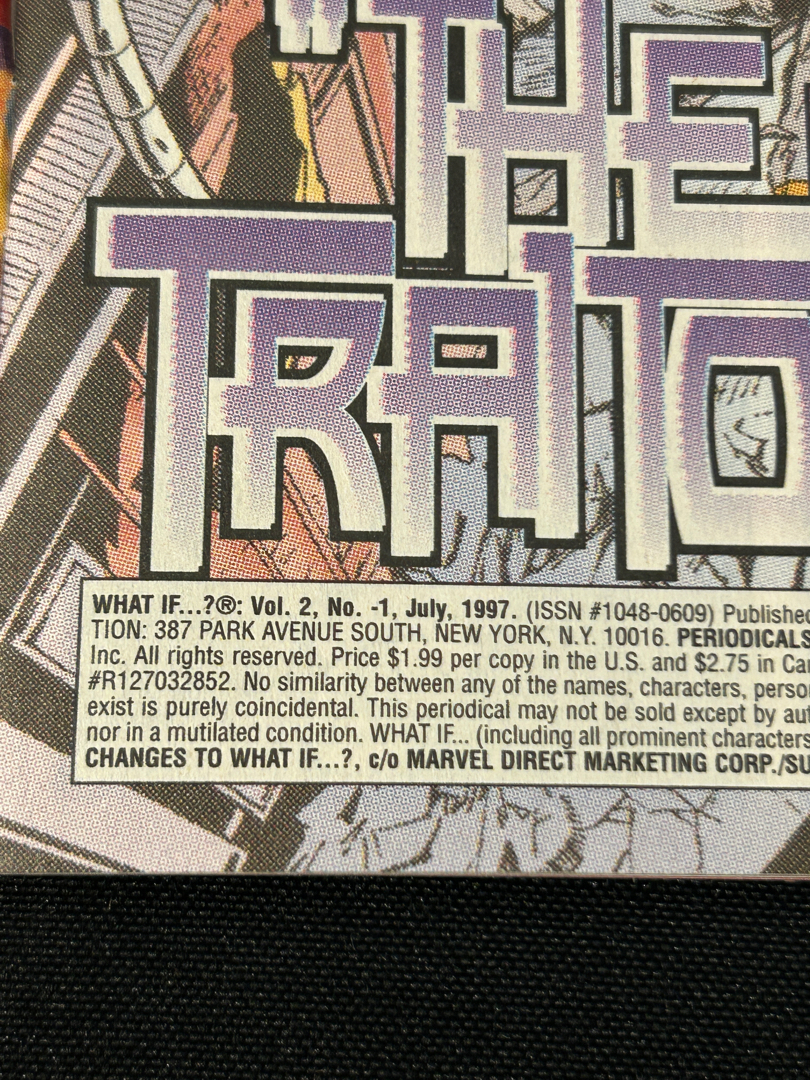 "THE
TRAITO
WHAT IF...?®: Vol. 2, No. -1, July, 1997. (ISSN #1048-0609) Published
TION: 387 PARK AVENUE SOUTH, NEW YORK, N.Y. 10016. PERIODICALS
Inc. All rights reserved. Price $1.99 per copy in the U.S. and $2.75 in Ca
#R127032852. No similarity between any of the names, characters, perso
exist is purely coincidental. This periodical may not be sold except by aut
nor in a mutilated condition. WHAT IF... (including all prominent characters
CHANGES TO WHAT IF...?, c/o MARVEL DIRECT MARKETING CORP./SU